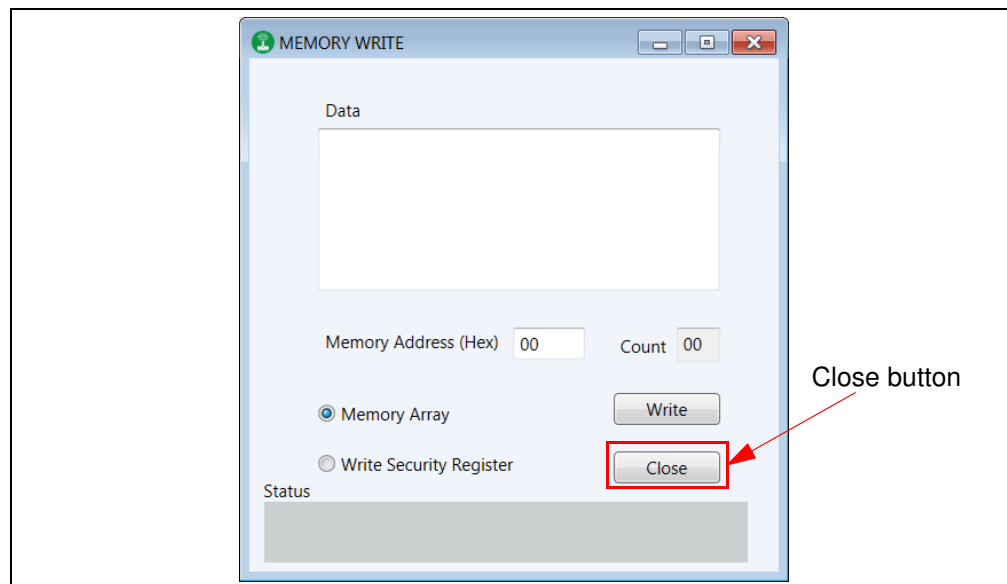 MEMORY WRITE
Data
Memory Address (Hex) 00 Count 00
Close button
Memory Array Write
Write Security Register Close
Status